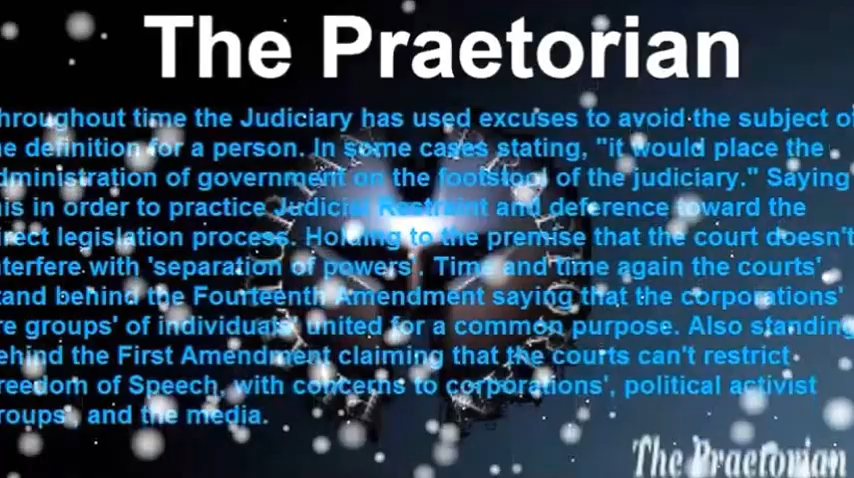 The Praetorian
hroughout time the Judiciary has used excuses to avoid the subject of
e definition for a person. In some cases stating, "it would place the
dministration of government on the footstool of the judiciary." Saying
his in order to practice Judicial Restraint and deference toward the
irect legislation process. Holding to the premise that the court doesn't
nterfere with 'separation of powers'. Time and time again the courts'
tand behind the Fourteenth Amendment saying that the corporations'
re groups' of individuals, united for a common purpose. Also standing
ehind the First Amendment claiming that the courts can't restrict
reedom of Speech, with concerns to corporations', political activist
roups', and the media.
The Praetorian